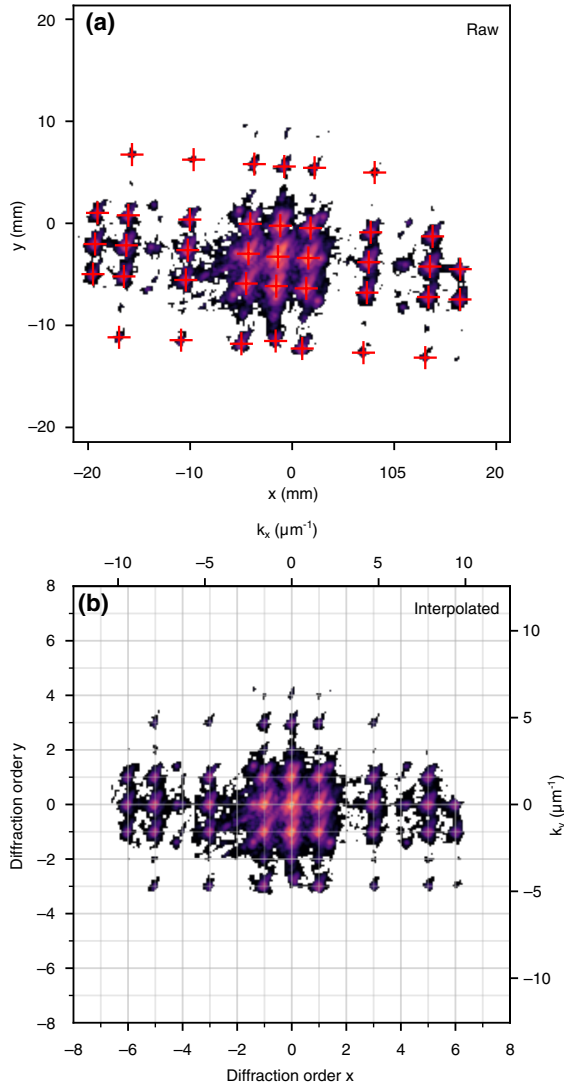 (a)
Raw
20
10
0
−10
−20
y (mm)
−20 −10 0 105 20
x (mm)
kₓ (µm⁻¹)
−10 −5 0 5 10
(b)
Interpolated
8
6
4
2
0
−2
−4
−6
−8
Diffraction order y
10
5
0
−5
−10
kᵧ (µm⁻¹)
−8 −6 −4 −2 0 2 4 6 8
Diffraction order x